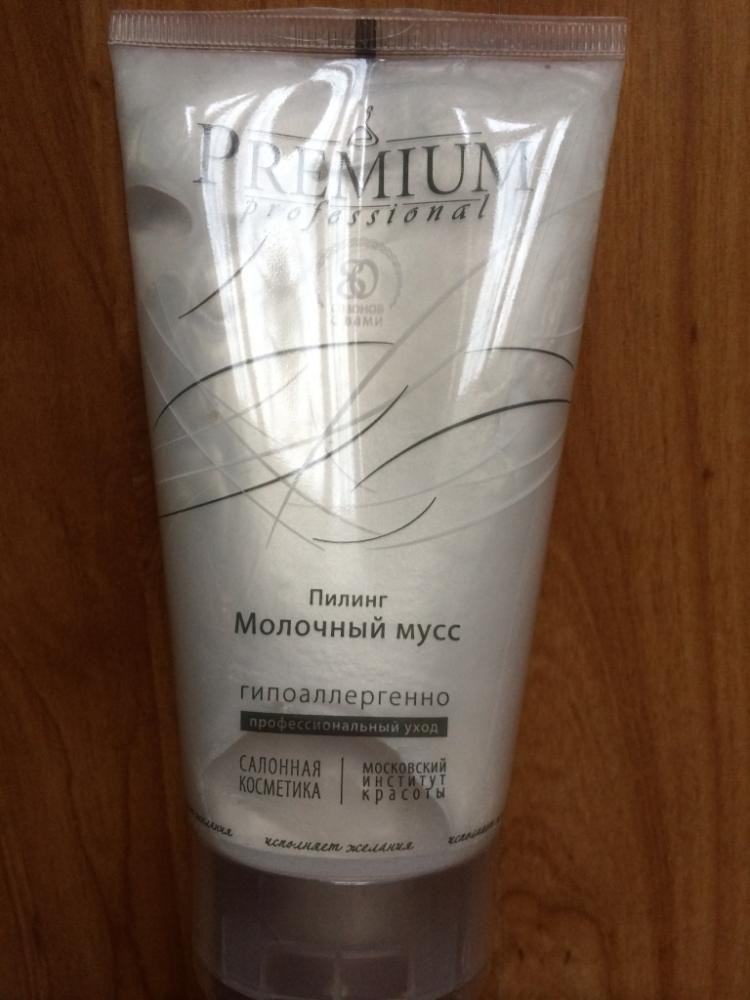 PREMIUM
professional
Пилинг
Молочный мусс
гипоаллергенно
профессиональный уход
САЛОННАЯ
КОСМЕТИКА
московский
институт
красоты
исполняет желания